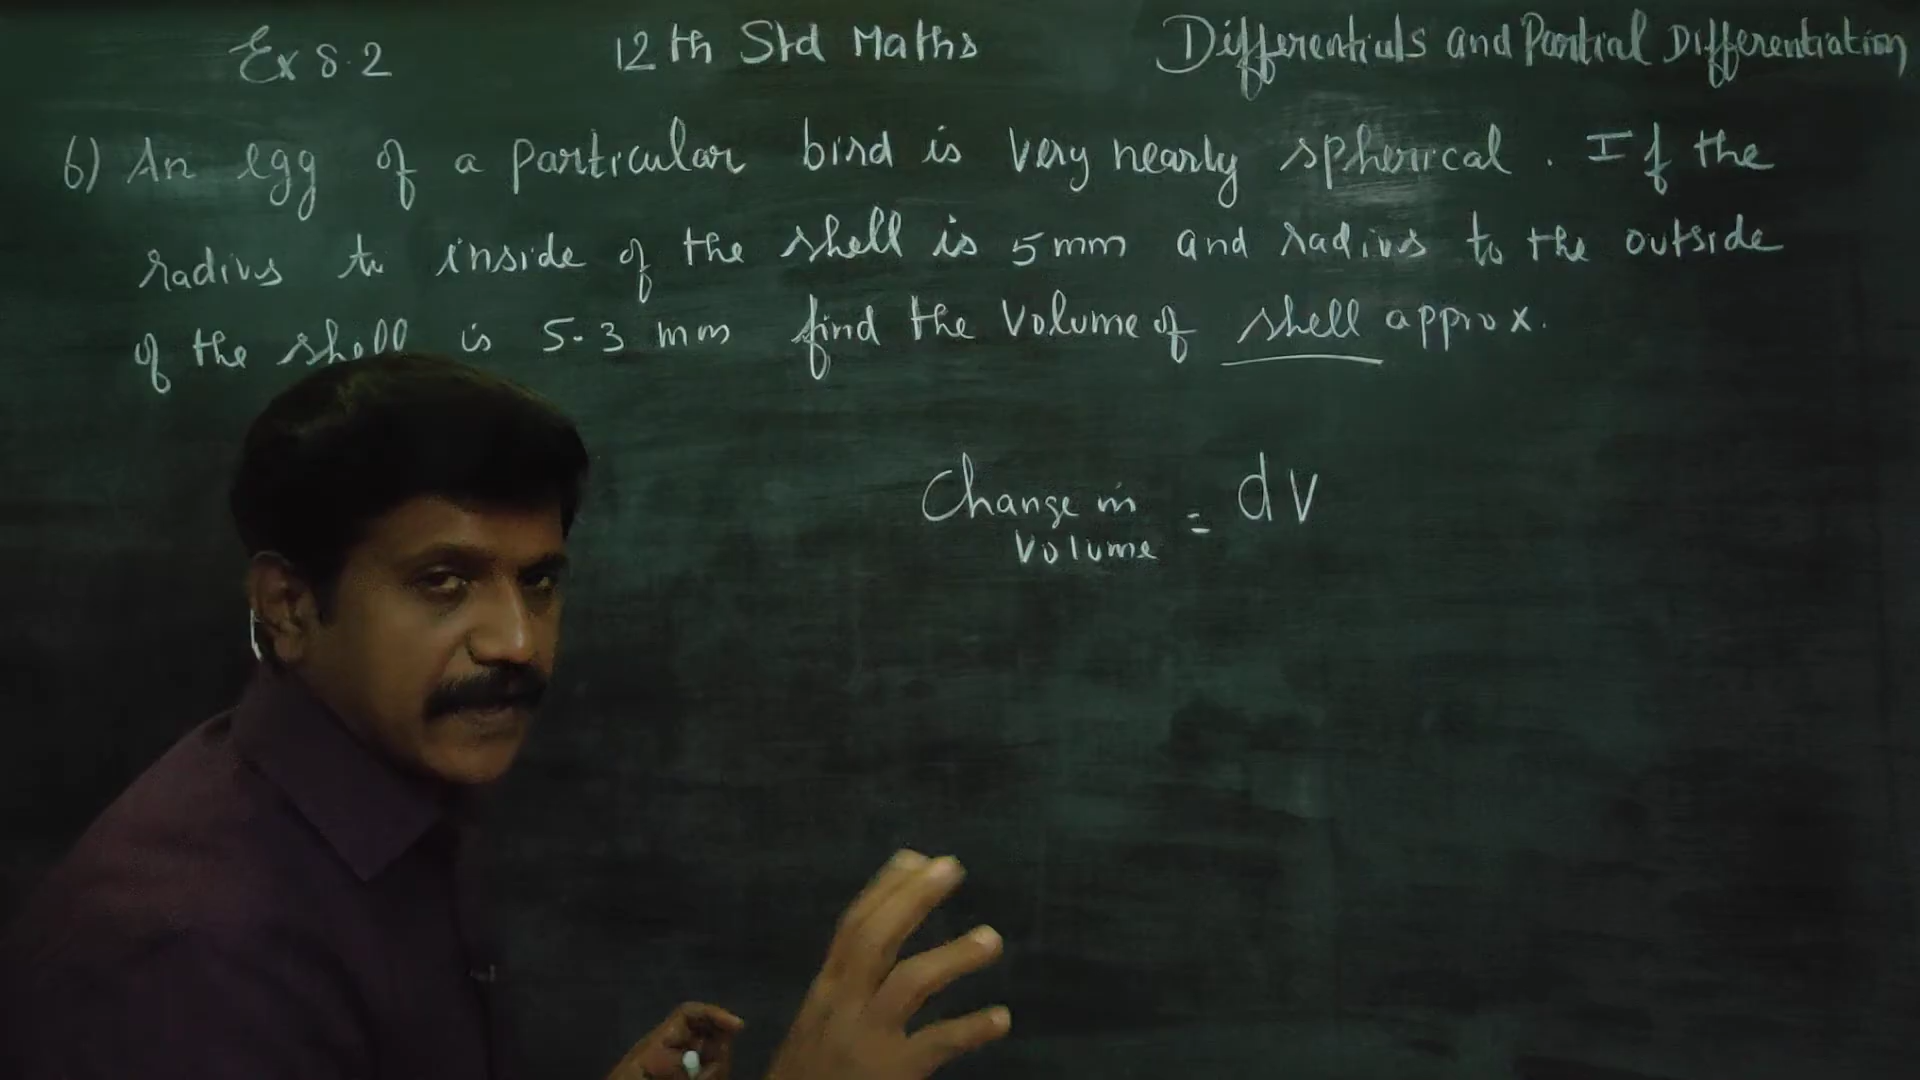 Ex 8.2 12th Std Maths Differentials and Partial Differentiation
6) An egg of a particular bird is very nearly spherical. If the
radius to inside of the shell is 5mm and radius to the outside
of the shell is 5.3 mm find the volume of shell approx.
Change in = dV
Volume